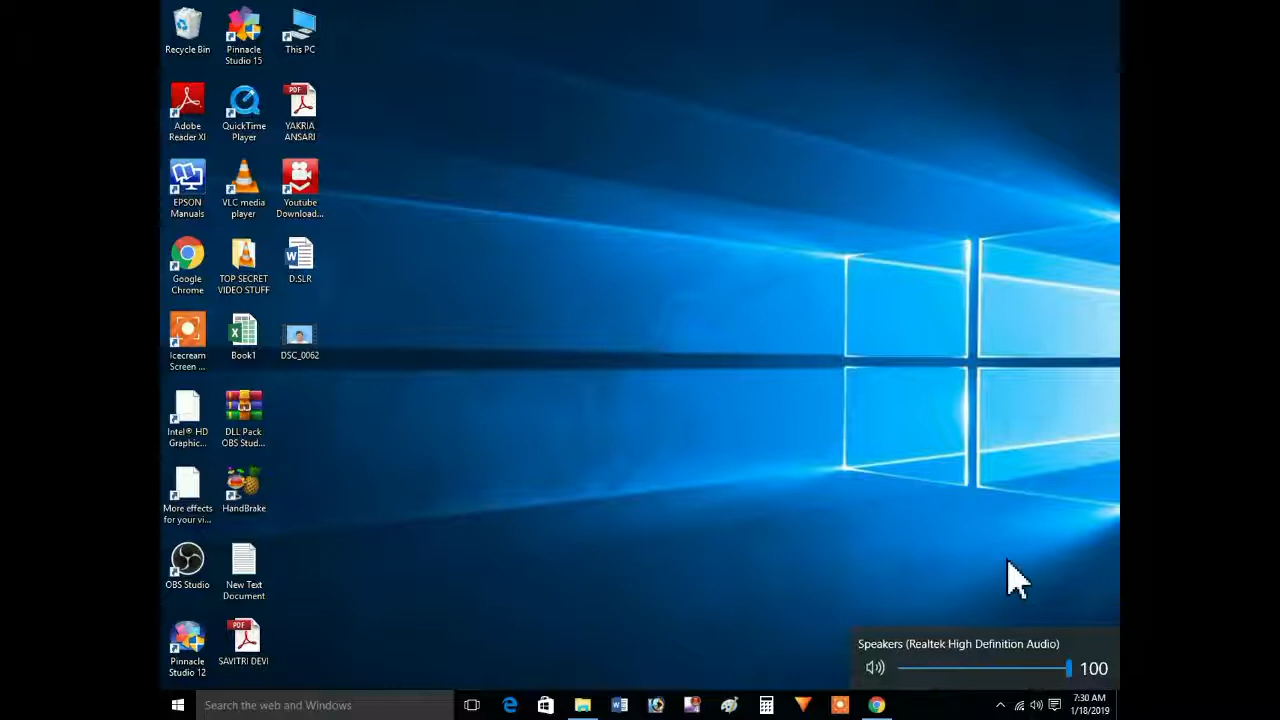 Recycle Bin
Pinnacle
Studio 15
This PC
Adobe
Reader XI
QuickTime
Player
PDF
YAKRIA
ANSARI
EPSON
Manuals
VLC media
player
Youtube
Download...
Google
Chrome
TOP SECRET
VIDEO STUFF
W
D.SLR
Icecream
Screen ...
X
Book1
DSC_0062
Intel® HD
Graphic...
DLL Pack
OBS Stud...
More effects
for your vi...
HandBrake
OBS Studio
New Text
Document
Pinnacle
Studio 12
PDF
SAVITRI DEVI
Speakers (Realtek High Definition Audio)
100
Search the web and Windows
7:30 AM
1/18/2019